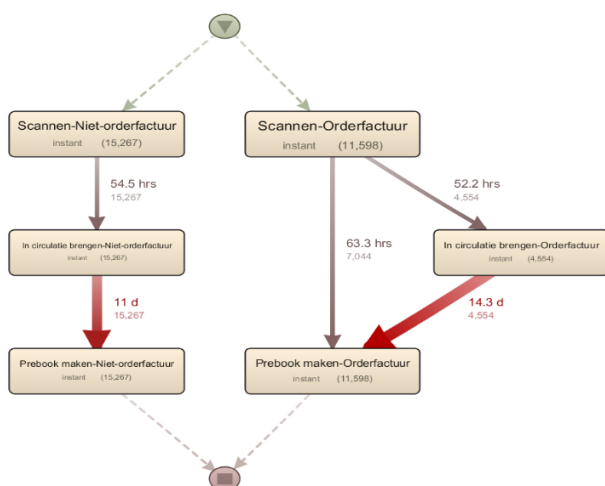 Scannen-Niet-orderfactuur
instant (15,267)
Scannen-Orderfactuur
instant (11,598)
54.5 hrs
15,267
52.2 hrs
4,554
63.3 hrs
7,044
In circulatie brengen-Niet-orderfactuur
instant (15,267)
In circulatie brengen-Orderfactuur
instant (4,554)
11 d
15,267
14.3 d
4,554
Prebook maken-Niet-orderfactuur
instant (15,267)
Prebook maken-Orderfactuur
instant (11,598)